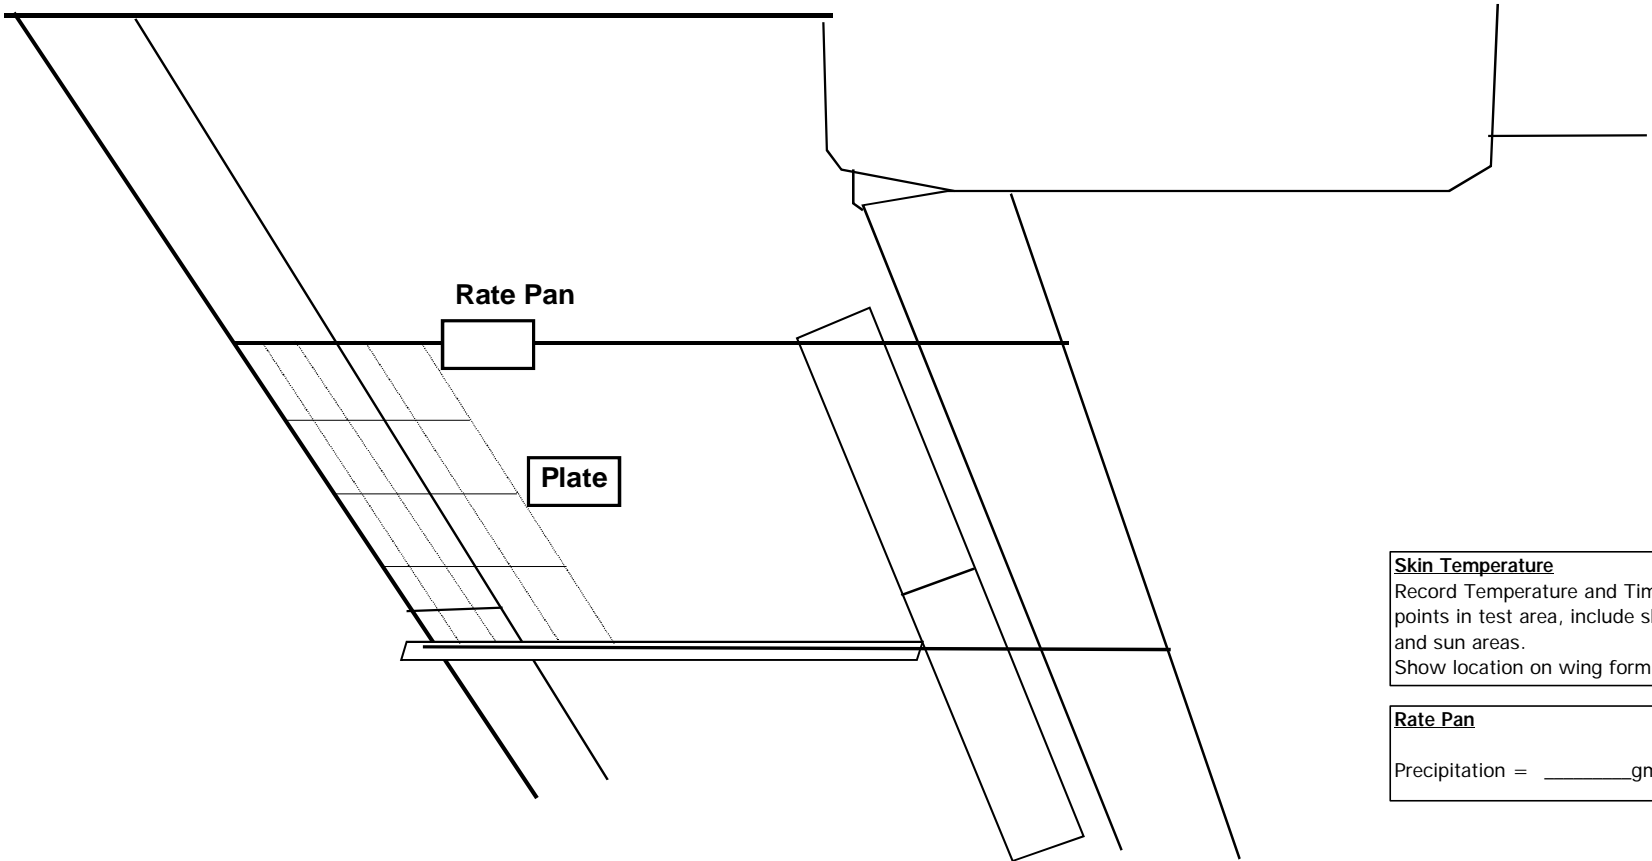 Rate Pan
Plate
Skin Temperature
Record Temperature and Tim
points in test area, include s
and sun areas.
Show location on wing form
Rate Pan
Precipitation = ________gm